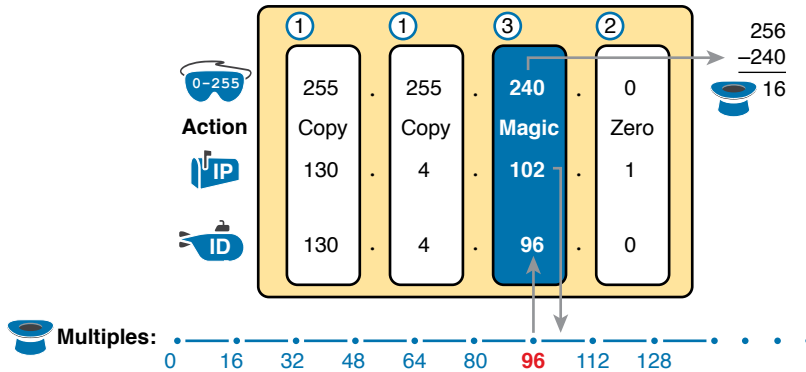 1 1 3 2 256
–240
0–255 255 . 255 . 240 . 0 16
Action Copy Copy Magic Zero
IP 130 . 4 . 102 . 1
ID 130 . 4 . 96 . 0
Multiples:
0 16 32 48 64 80 96 112 128